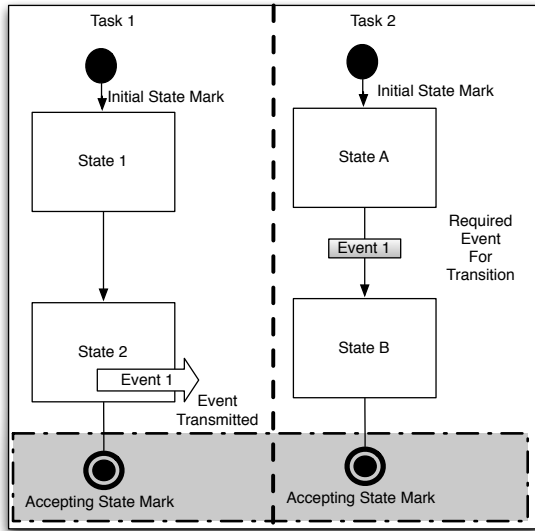 Task 1
Task 2
Initial State Mark
Initial State Mark
State 1
State A
Event 1
Required
Event
For
Transition
State 2
State B
Event 1
Event
Transmitted
Accepting State Mark
Accepting State Mark